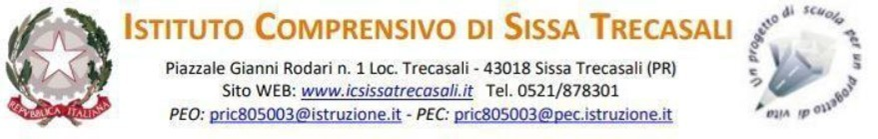 ISTITUTO COMPRENSIVO DI SISSA TRECASALI
Piazzale Gianni Rodari n. 1 Loc. Trecasali - 43018 Sissa Trecasali (PR)
Sito WEB: www.icsissatrecasali.it Tel. 0521/878301
PEO: pric805003@istruzione.it - PEC: pric805003@pec.istruzione.it
REPVBBLICA ITALIANA
Un progetto di scuola per un progetto di vita